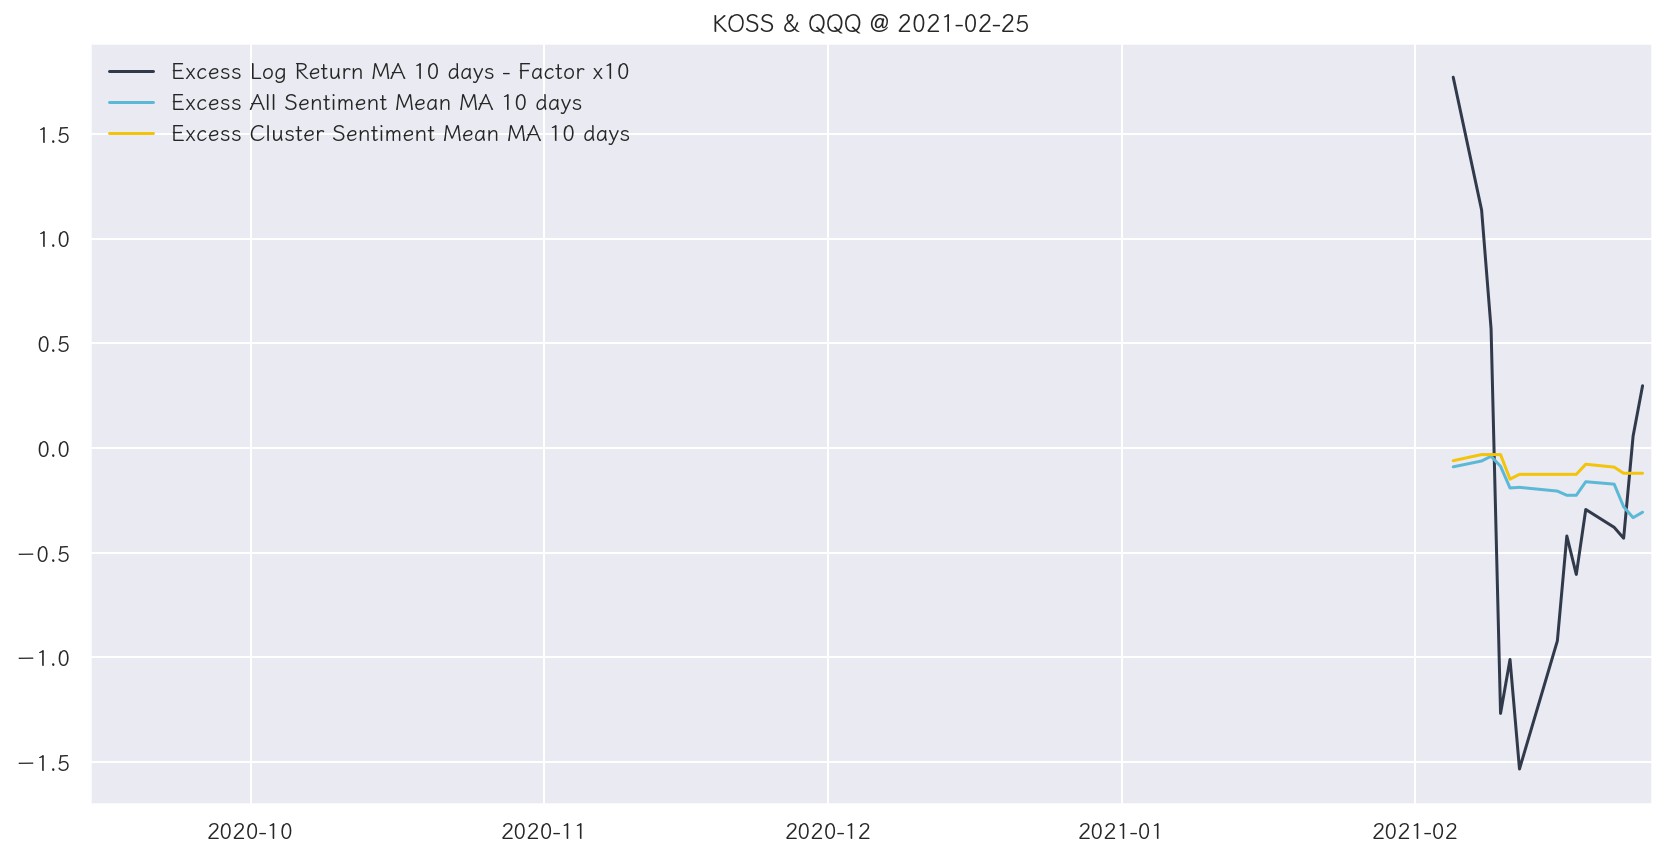 KOSS & QQQ @ 2021-02-25
Excess Log Return MA 10 days - Factor x10
Excess All Sentiment Mean MA 10 days
Excess Cluster Sentiment Mean MA 10 days
1.5
1.0
0.5
0.0
−0.5
−1.0
−1.5
2020-10 2020-11 2020-12 2021-01 2021-02